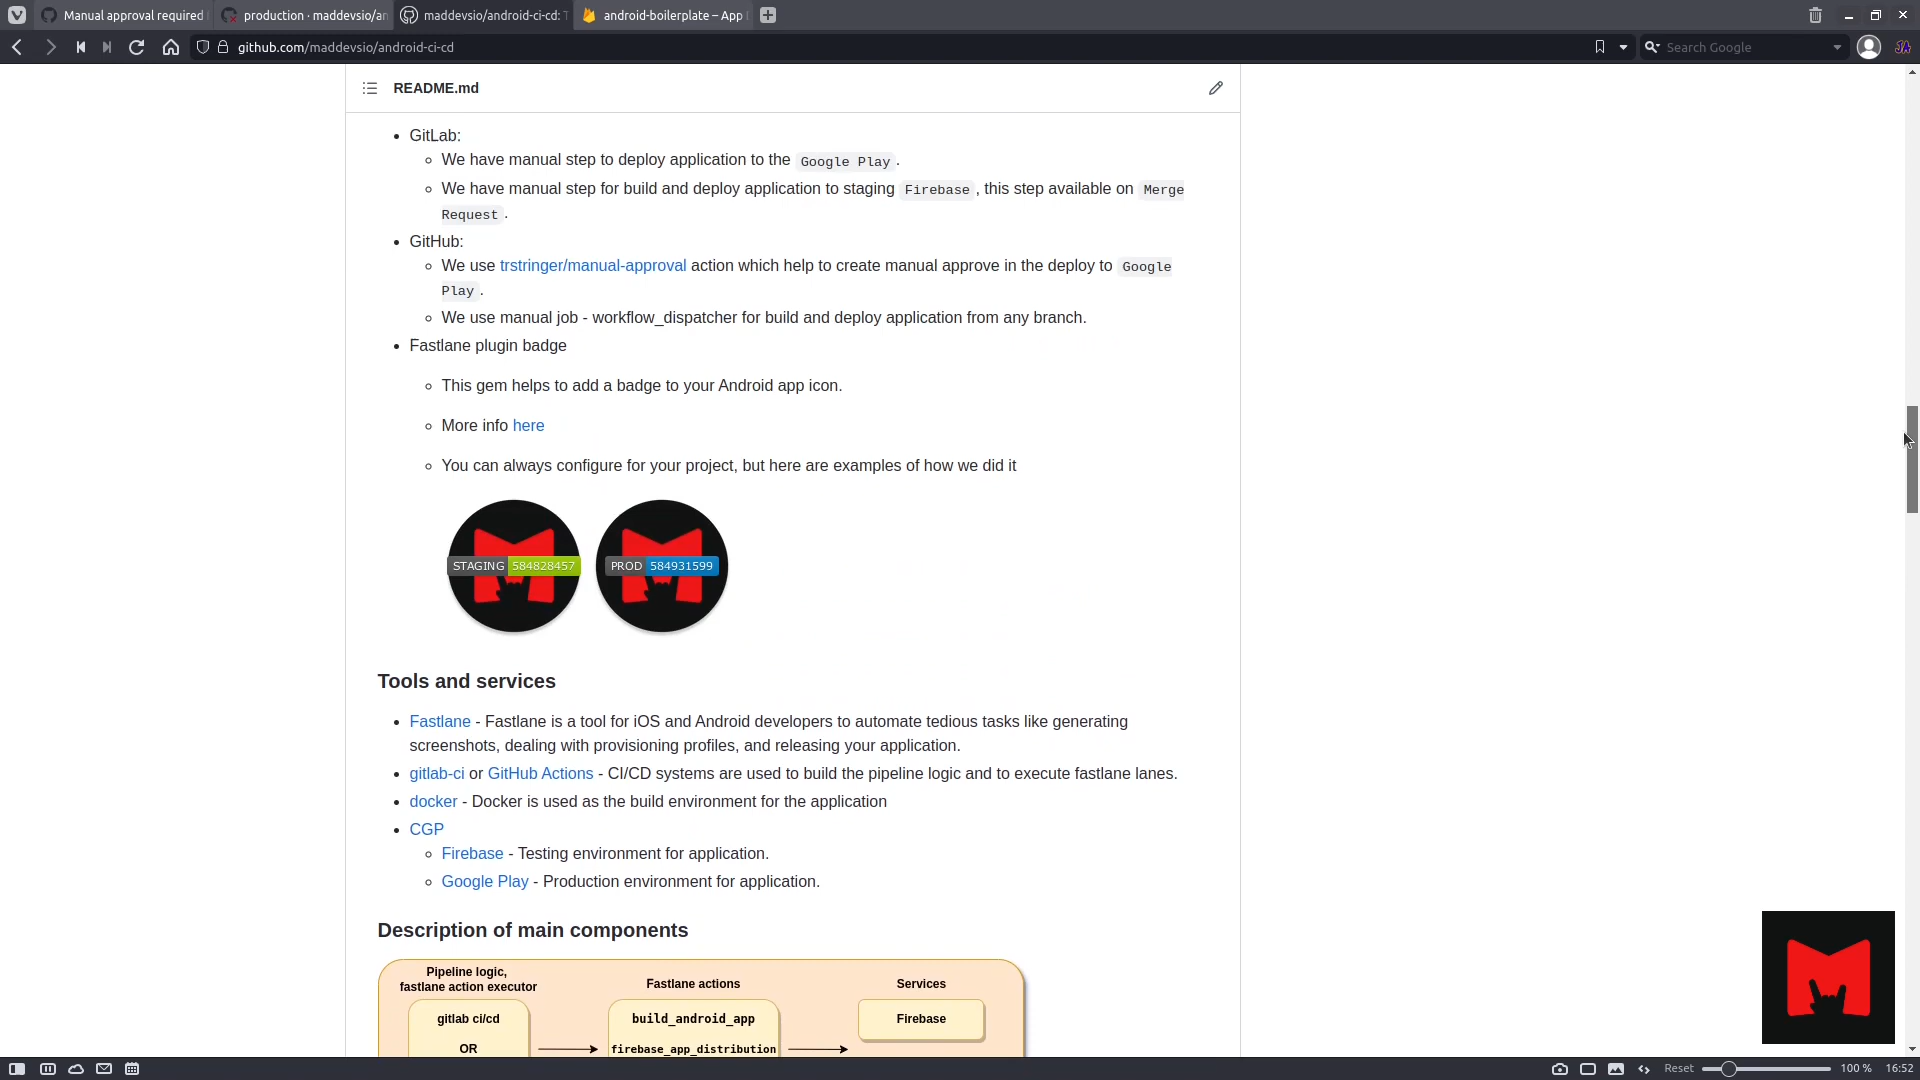 Manual approval required
production · maddevsio/an
maddevsio/android-ci-cd: T
android-boilerplate – App
github.com/maddevsio/android-ci-cd
Search Google
README.md
GitLab:
We have manual step to deploy application to the Google Play.
We have manual step for build and deploy application to staging Firebase, this step available on Merge
Request.
GitHub:
We use trstringer/manual-approval action which help to create manual approve in the deploy to Google
Play.
We use manual job - workflow_dispatcher for build and deploy application from any branch.
Fastlane plugin badge
This gem helps to add a badge to your Android app icon.
More info here
You can always configure for your project, but here are examples of how we did it
STAGING 584828457
PROD 584931599
Tools and services
Fastlane - Fastlane is a tool for iOS and Android developers to automate tedious tasks like generating
screenshots, dealing with provisioning profiles, and releasing your application.
gitlab-ci or GitHub Actions - CI/CD systems are used to build the pipeline logic and to execute fastlane lanes.
docker - Docker is used as the build environment for the application
CGP
Firebase - Testing environment for application.
Google Play - Production environment for application.
Description of main components
Pipeline logic,
fastlane action executor
Fastlane actions
Services
gitlab ci/cd
build_android_app
Firebase
OR
firebase_app_distribution
Reset
100 %
16:52